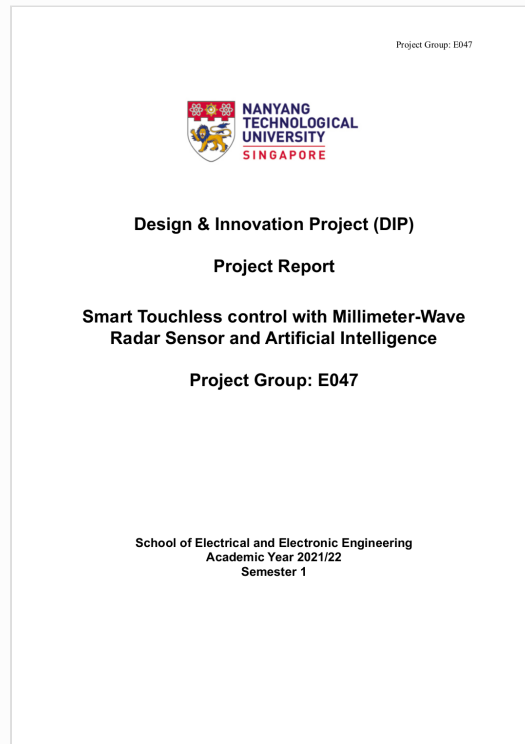 Project Group: E047
NANYANG
TECHNOLOGICAL
UNIVERSITY
SINGAPORE
Design & Innovation Project (DIP)
Project Report
Smart Touchless control with Millimeter-Wave
Radar Sensor and Artificial Intelligence
Project Group: E047
School of Electrical and Electronic Engineering
Academic Year 2021/22
Semester 1